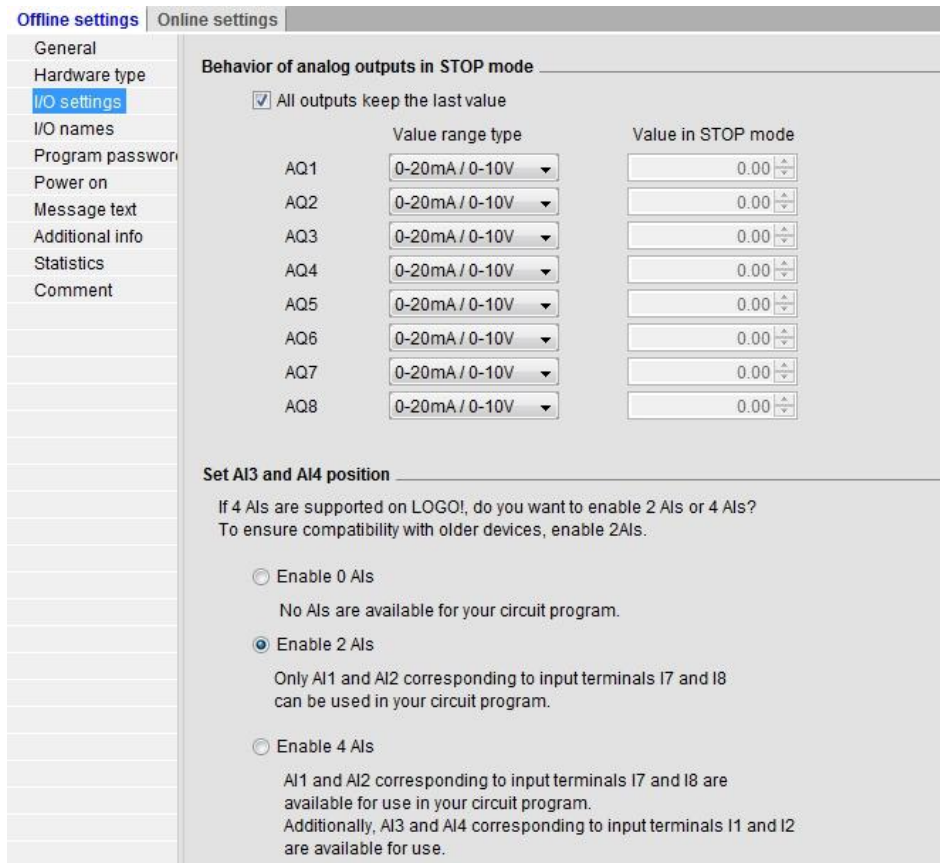 Offline settings
Online settings
General
Hardware type
I/O settings
I/O names
Program passwor
Power on
Message text
Additional info
Statistics
Comment
Behavior of analog outputs in STOP mode
All outputs keep the last value
Value range type Value in STOP mode
AQ1 0-20mA / 0-10V 0.00
AQ2 0-20mA / 0-10V 0.00
AQ3 0-20mA / 0-10V 0.00
AQ4 0-20mA / 0-10V 0.00
AQ5 0-20mA / 0-10V 0.00
AQ6 0-20mA / 0-10V 0.00
AQ7 0-20mA / 0-10V 0.00
AQ8 0-20mA / 0-10V 0.00
Set AI3 and AI4 position
If 4 AIs are supported on LOGO!, do you want to enable 2 AIs or 4 AIs?
To ensure compatibility with older devices, enable 2AIs.
Enable 0 AIs
No AIs are available for your circuit program.
Enable 2 AIs
Only AI1 and AI2 corresponding to input terminals I7 and I8
can be used in your circuit program.
Enable 4 AIs
AI1 and AI2 corresponding to input terminals I7 and I8 are
available for use in your circuit program.
Additionally, AI3 and AI4 corresponding to input terminals I1 and I2
are available for use.